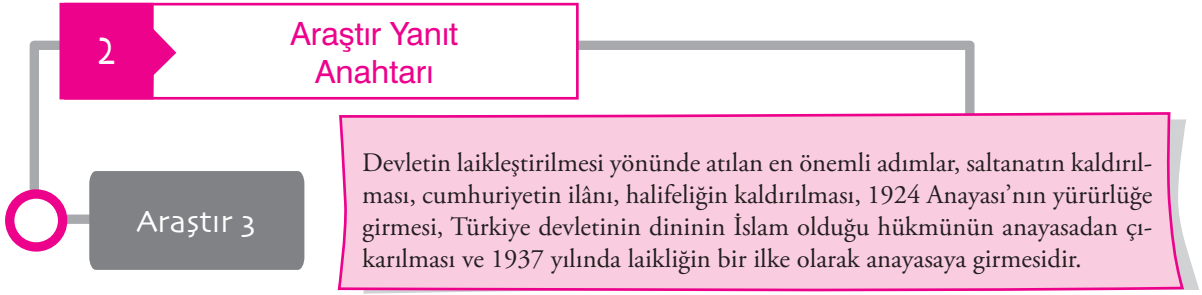 2
Araştır Yanıt
Anahtarı
Araştır 3
Devletin laikleştirilmesi yönünde atılan en önemli adımlar, saltanatın kaldırıl-
ması, cumhuriyetin ilânı, halifeliğin kaldırılması, 1924 Anayası’nın yürürlüğe
girmesi, Türkiye devletinin dininin İslam olduğu hükmünün anayasadan çı-
karılması ve 1937 yılında laikliğin bir ilke olarak anayasaya girmesidir.